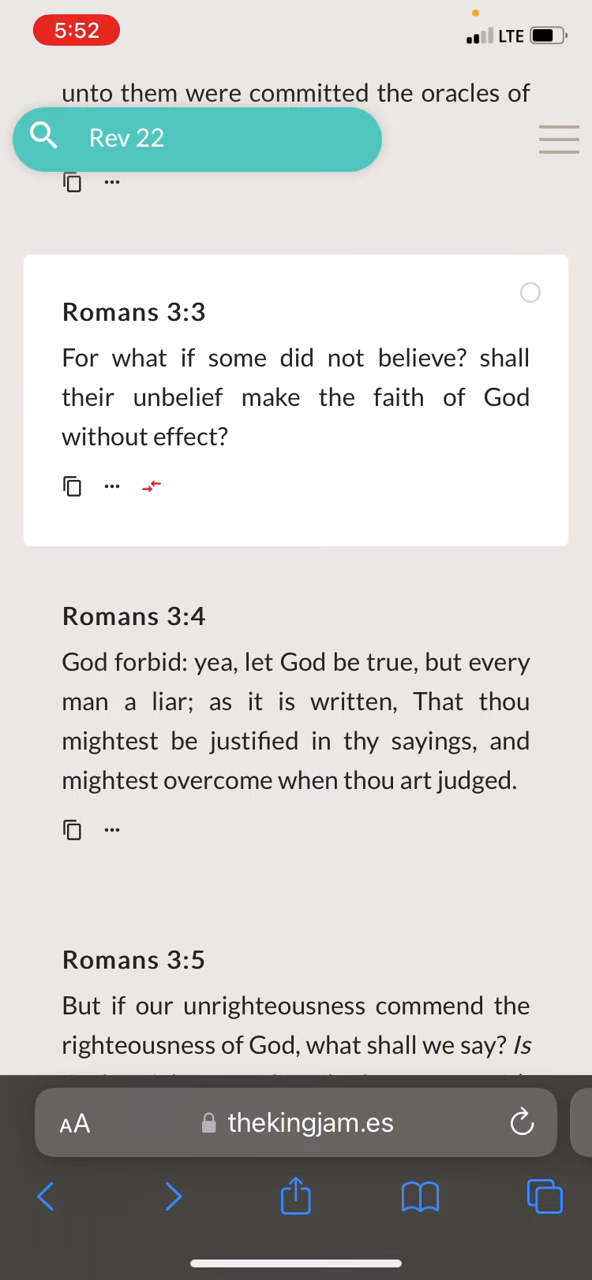 5:52
LTE
unto them were committed the oracles of
Rev 22
Romans 3:3
For what if some did not believe? shall
their unbelief make the faith of God
without effect?
Romans 3:4
God forbid: yea, let God be true, but every
man a liar; as it is written, That thou
mightest be justified in thy sayings, and
mightest overcome when thou art judged.
Romans 3:5
But if our unrighteousness commend the
righteousness of God, what shall we say? Is
AA
thekingjam.es